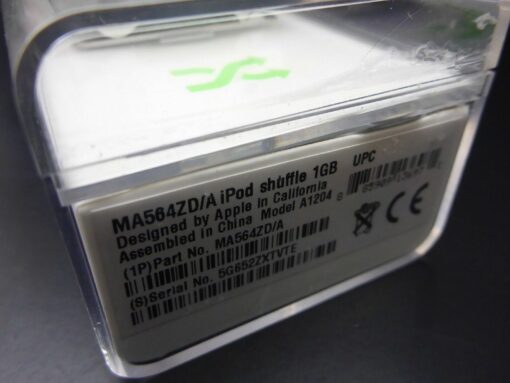 MA564ZD/A iPod shuffle 1GB
UPC
Designed by Apple in California
Assembled in China Model A1204
(1P)Part No. MA564ZD/A
(S)Serial No. 5G652ZXTVTE
CE